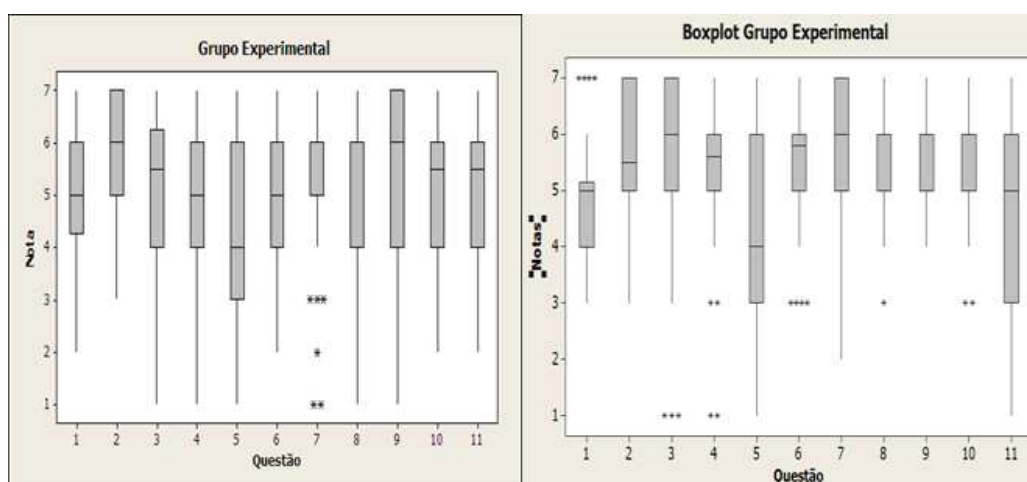 Grupo Experimental
Nota
7
6
5
4
3
2
1
***
*
**
1 2 3 4 5 6 7 8 9 10 11
Questão
Boxplot Grupo Experimental
Notas
7
6
5
4
3
2
1
****
** **** * **
*** **
1 2 3 4 5 6 7 8 9 10 11
Questão